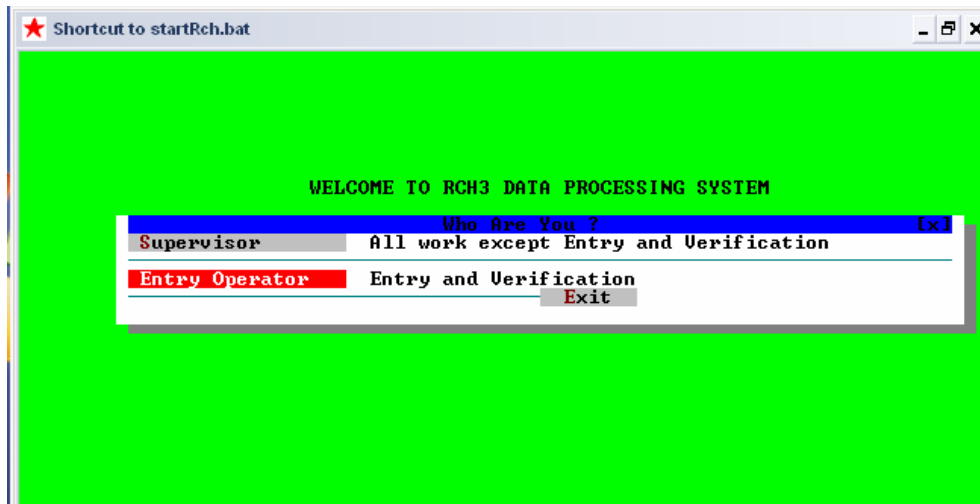 Shortcut to startRch.bat
WELCOME TO RCH3 DATA PROCESSING SYSTEM
Who Are You ? [x]
Supervisor All work except Entry and Verification
Entry Operator Entry and Verification
Exit